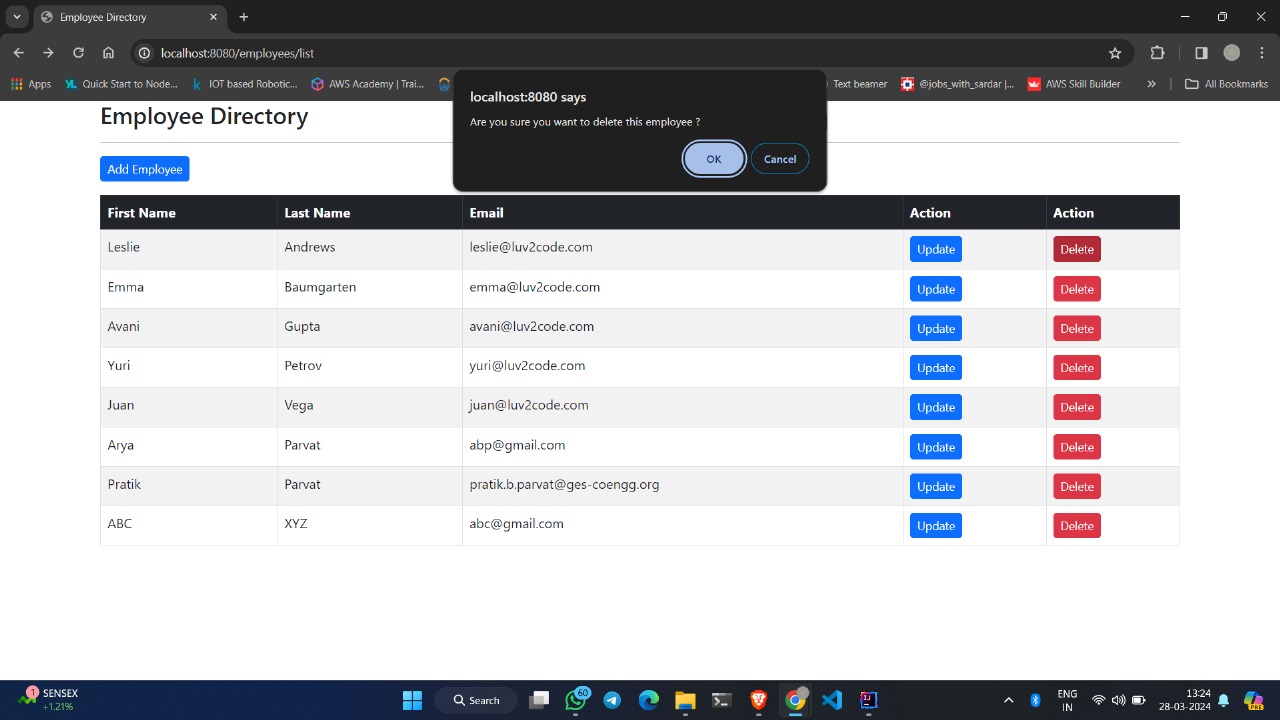 Employee Directory
localhost:8080/employees/list
Apps
Quick Start to Node...
IOT based Robotic...
AWS Academy | Trai...
Text beamer
@jobs_with_sardar |...
AWS Skill Builder
»
All Bookmarks
localhost:8080 says
Are you sure you want to delete this employee ?
OK
Cancel
Employee Directory
Add Employee
First Name Last Name Email Action Action
Leslie Andrews leslie@luv2code.com Update Delete
Emma Baumgarten emma@luv2code.com Update Delete
Avani Gupta avani@luv2code.com Update Delete
Yuri Petrov yuri@luv2code.com Update Delete
Juan Vega juan@luv2code.com Update Delete
Arya Parvat abp@gmail.com Update Delete
Pratik Parvat pratik.b.parvat@ges-coengg.org Update Delete
ABC XYZ abc@gmail.com Update Delete
1
SENSEX
+1.21%
Search
60
ENG
IN
13:24
28-03-2024
PRE